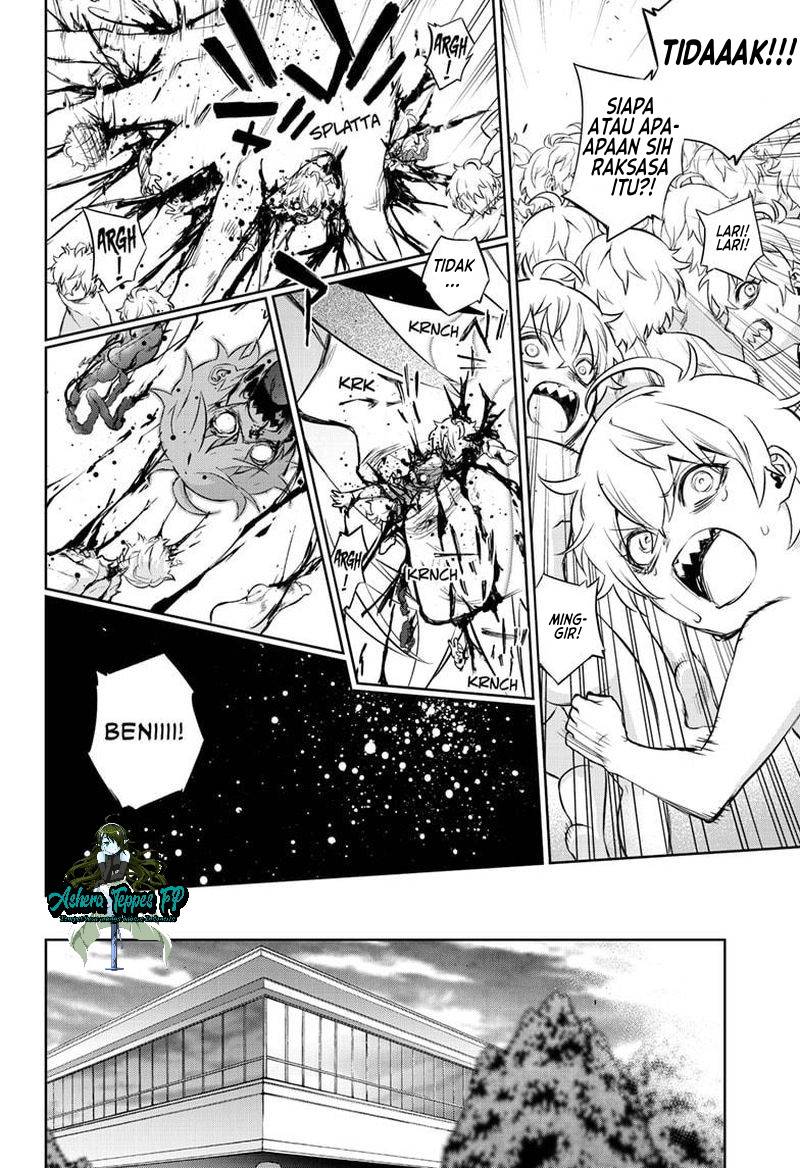 TIDAAAK!!!
SIAPA
ATAU APA-
APAAN SIH
RAKSASA
ITU?!
LARI!
LARI!
MING-
GIR!
ARGH
!
SPLATTA
ARGH
!
ARGH
!
TIDAK
...
KRNCH
KRK
ARGH
!
KRNCH
KRNCH
BENIIII!
Ashera Teppes FP